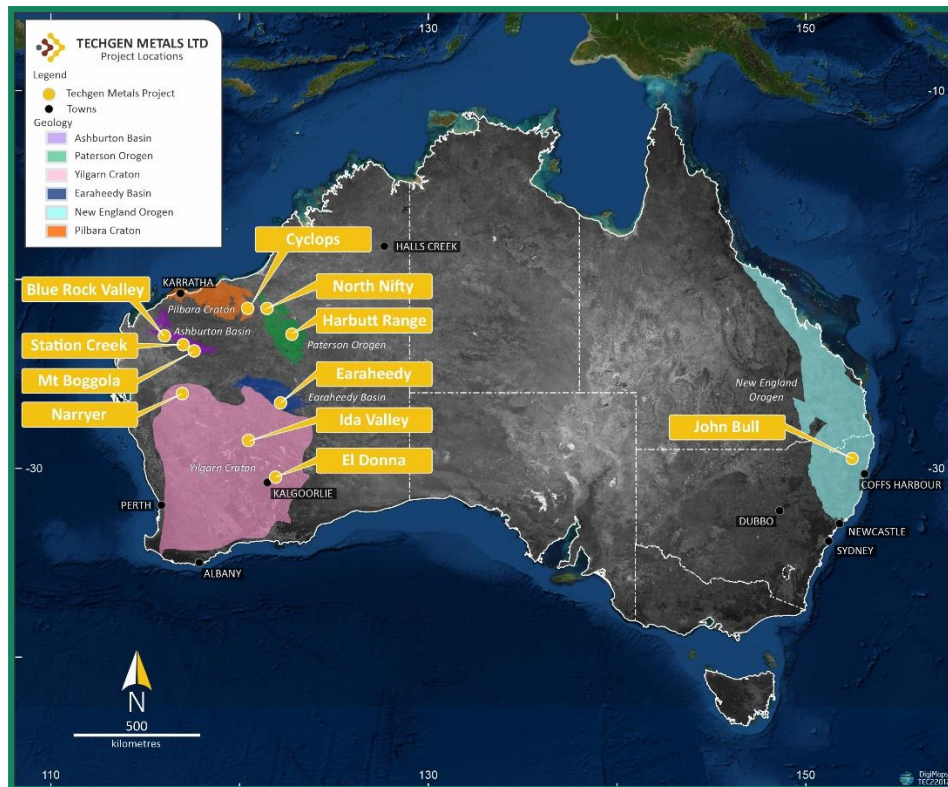 130
150
TECHGEN METALS LTD
Project Locations
Legend
Techgen Metals Project
Towns
Geology
Ashburton Basin
Paterson Orogen
Yilgarn Craton
Earaheedy Basin
New England Orogen
Pilbara Craton
-10
Cyclops
HALLS CREEK
KARRATHA
Blue Rock Valley
North Nifty
Pilbara Craton
Harbutt Range
Ashburton Basin
Station Creek
Paterson Orogen
Mt Boggola
Earaheedy
Narryer
Earaheedy Basin
New England
Orogen
Ida Valley
John Bull
El Donna
Yilgarn Craton
-30
-30
KALGOORLIE
COFFS HARBOUR
PERTH
DUBBO
NEWCASTLE
SYDNEY
ALBANY
N
500
kilometres
110
130
150
DigiMaps